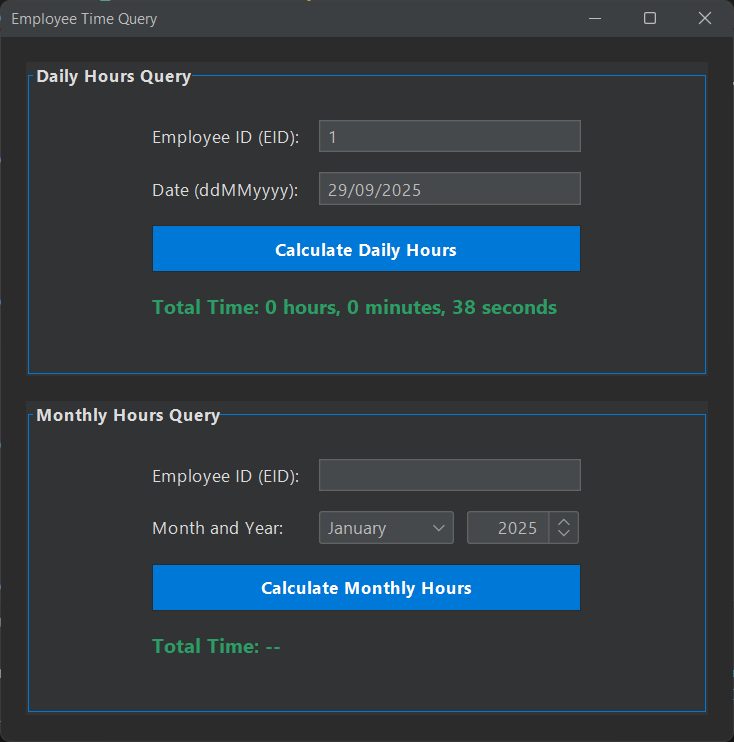 Employee Time Query
Daily Hours Query
Employee ID (EID): 1
Date (ddMMyyyy): 29/09/2025
Calculate Daily Hours
Total Time: 0 hours, 0 minutes, 38 seconds
Monthly Hours Query
Employee ID (EID):
Month and Year: January 2025
Calculate Monthly Hours
Total Time: --